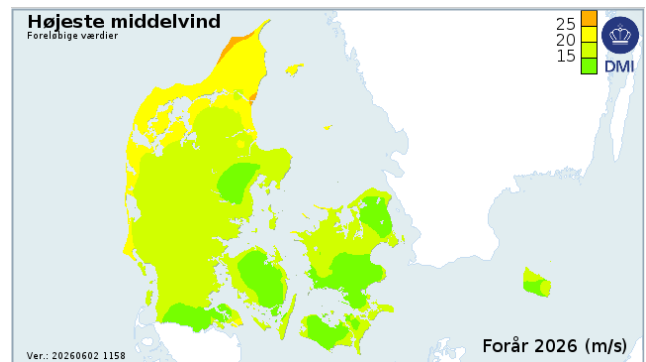 Højeste middelvind
Foreløbige værdier
25
20
15
DMI
Forår 2026 (m/s)
Ver.: 20260602 1158